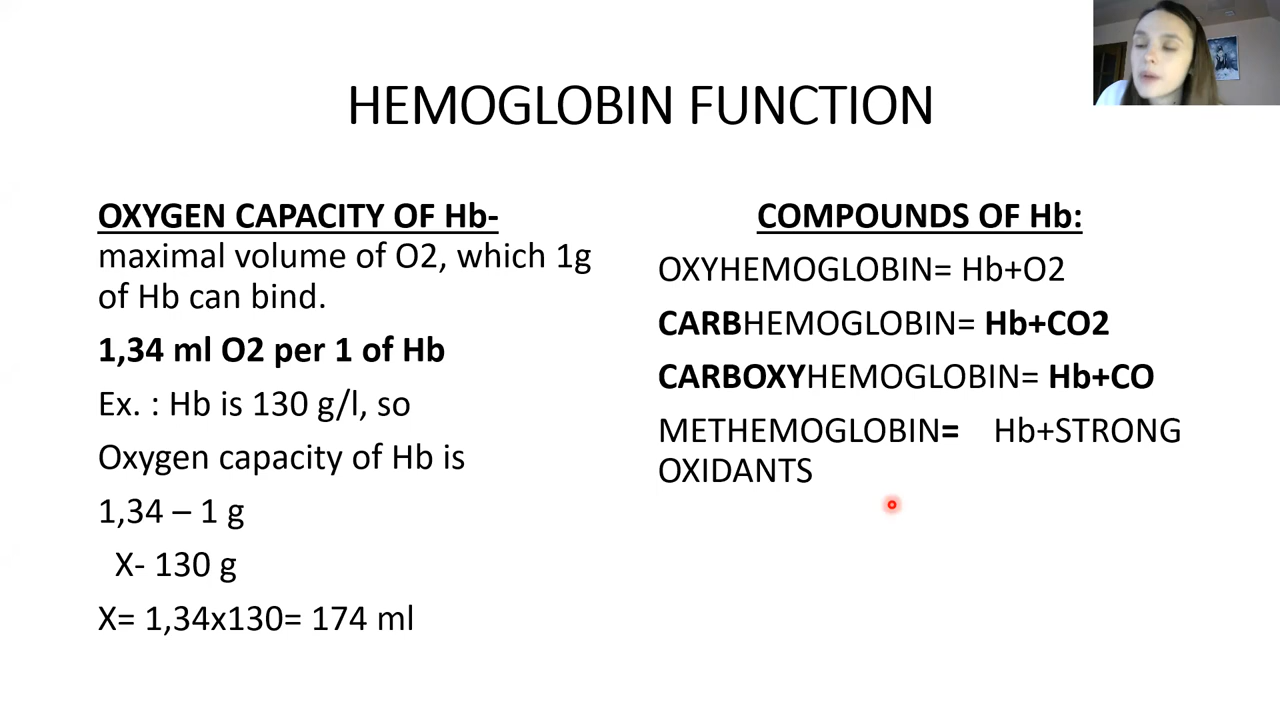 HEMOGLOBIN FUNCTION
OXYGEN CAPACITY OF Hb-
maximal volume of O2, which 1g
of Hb can bind.
1,34 ml O2 per 1 of Hb
Ex. : Hb is 130 g/l, so
Oxygen capacity of Hb is
1,34 – 1 g
X- 130 g
X= 1,34x130= 174 ml
COMPOUNDS OF Hb:
OXYHEMOGLOBIN= Hb+O2
CARBHEMOGLOBIN= Hb+CO2
CARBOXYHEMOGLOBIN= Hb+CO
METHEMOGLOBIN= Hb+STRONG
OXIDANTS